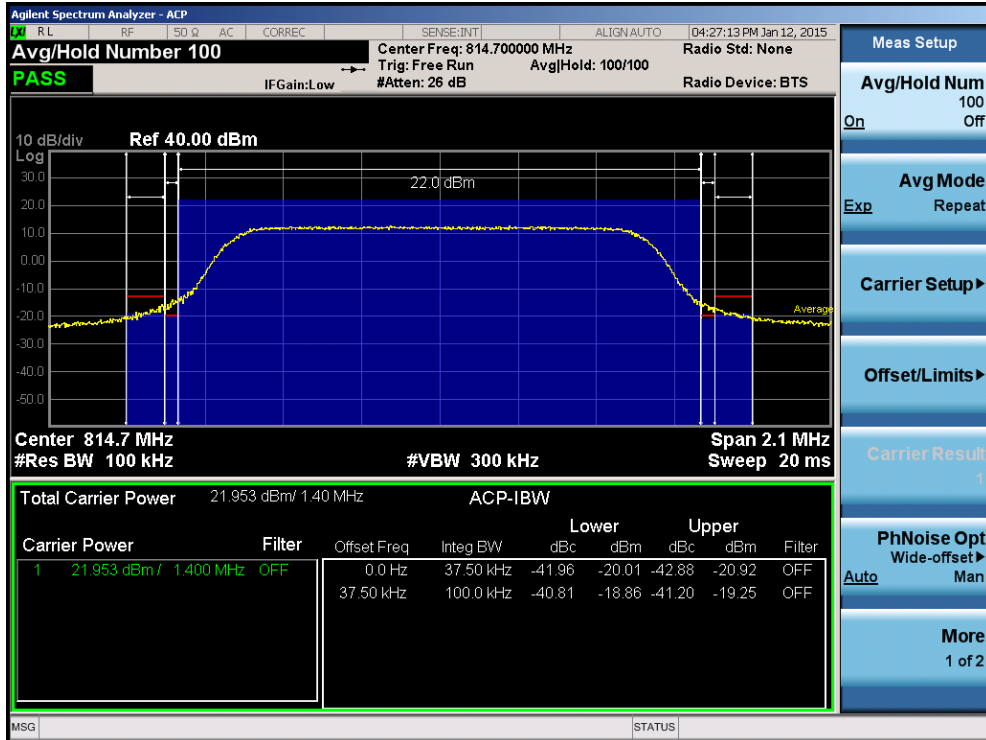 Agilent Spectrum Analyzer - ACP
LXI RL RF 50 Ω AC CORREC SENSE:INT ALIGN AUTO 04:27:13 PM Jan 12, 2015
Avg/Hold Number 100 Center Freq: 814.700000 MHz Radio Std: None
Trig: Free Run Avg|Hold: 100/100
PASS IFGain:Low #Atten: 26 dB Radio Device: BTS
10 dB/div Ref 40.00 dBm
Log
22.0 dBm
30.0
20.0
10.0
0.00
-10.0
-20.0
-30.0
-40.0
-50.0
Average
Center 814.7 MHz Span 2.1 MHz
#Res BW 100 kHz #VBW 300 kHz Sweep 20 ms
Total Carrier Power 21.953 dBm/ 1.40 MHz ACP-IBW
Lower Upper
Carrier Power Filter Offset Freq Integ BW dBc dBm dBc dBm Filter
1 21.953 dBm / 1.400 MHz OFF 0.0 Hz 37.50 kHz -41.96 -20.01 -42.88 -20.92 OFF
37.50 kHz 100.0 kHz -40.81 -18.86 -41.20 -19.25 OFF
MSG STATUS
Meas Setup
Avg/Hold Num
100
On Off
Avg Mode
Exp Repeat
Carrier Setup
Offset/Limits
Carrier Result
1
PhNoise Opt
Wide-offset
Auto Man
More
1 of 2